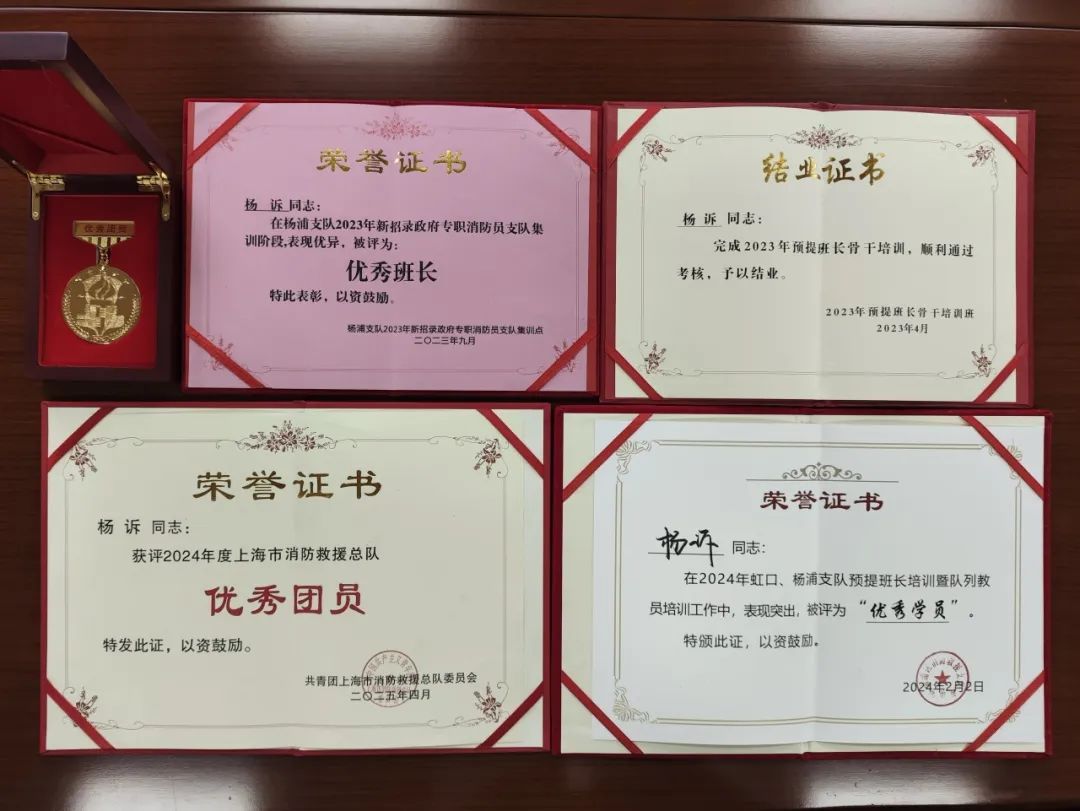 优秀团员
荣誉证书
杨 诉 同志：
在杨浦支队2023年新招录政府专职消防员支队集
训阶段,表现优异，被评为：
优秀班长
特此表彰，以资鼓励。
杨浦支队2023年新招录政府专职消防员支队集训点
二〇二三年九月
结业证书
杨 诉 同志：
完成2023年预提班长骨干培训，顺利通过
考核，予以结业。
2023年预提班长骨干培训班
2023年4月
荣誉证书
杨 诉 同志：
获评2024年度上海市消防救援总队
优秀团员
特发此证，以资鼓励。
共青团上海市消防救援总队委员会
二〇二五年四月
荣誉证书
杨诉 同志：
在2024年虹口、杨浦支队预提班长培训暨队列教
员培训工作中，表现突出，被评为“优秀学员”。
特颁此证，以资鼓励。
2024年2月2日